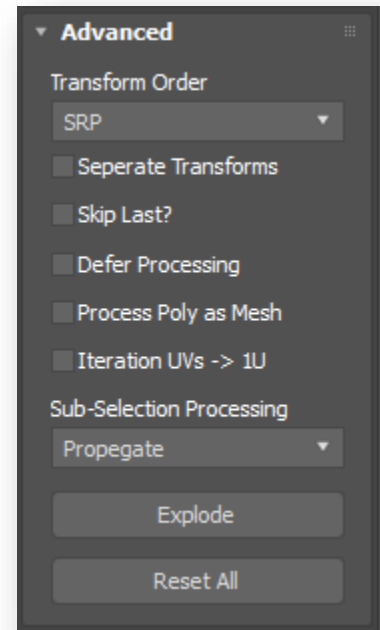 Advanced
Transform Order
SRP
Seperate Transforms
Skip Last?
Defer Processing
Process Poly as Mesh
Iteration UVs -> 1U
Sub-Selection Processing
Propegate
Explode
Reset All